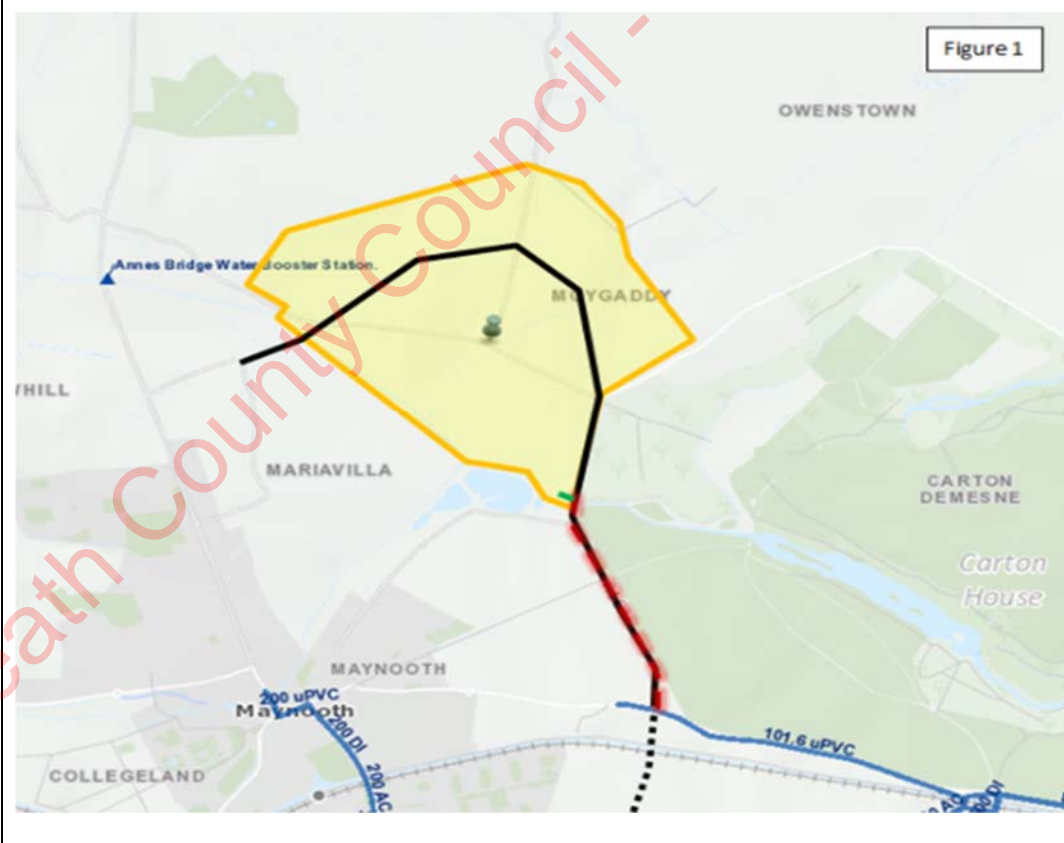 Figure 1
OWENSTOWN
Annes Bridge Water Booster Station.
MOYGADDY
HILL
MARIAVILLA
CARTON
DEMESNE
Carton
House
MAYNOOTH
200 uPVC
Maynooth
200 DI
200 AC
101.6 uPVC
COLLEGELAND
eath County Council -